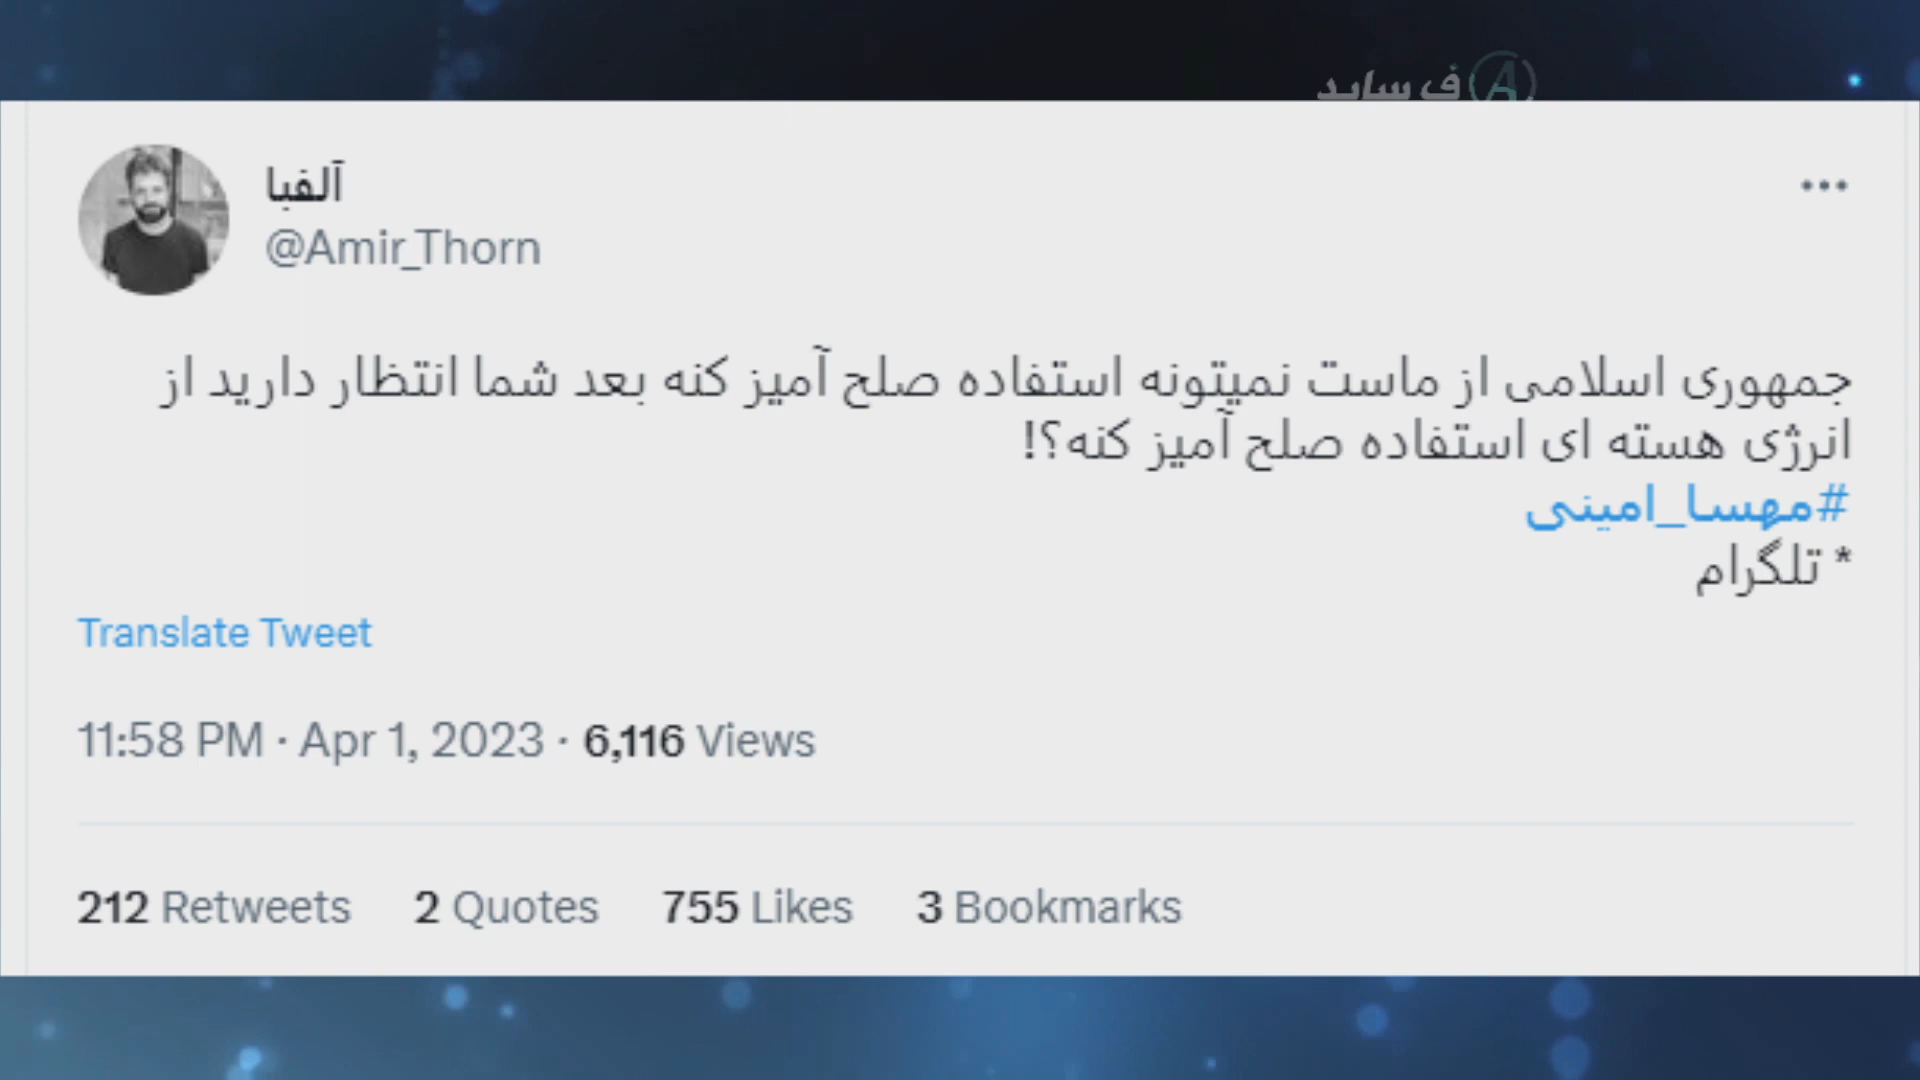 ف ساید
آلفبا
@Amir_Thorn
جمهوری اسلامی از ماست نمیتونه استفاده صلح آمیز کنه بعد شما انتظار دارید از
انرژی هسته ای استفاده صلح آمیز کنه؟!
#مهسا_امینی
* تلگرام
Translate Tweet
11:58 PM · Apr 1, 2023 · 6,116 Views
212 Retweets 2 Quotes 755 Likes 3 Bookmarks